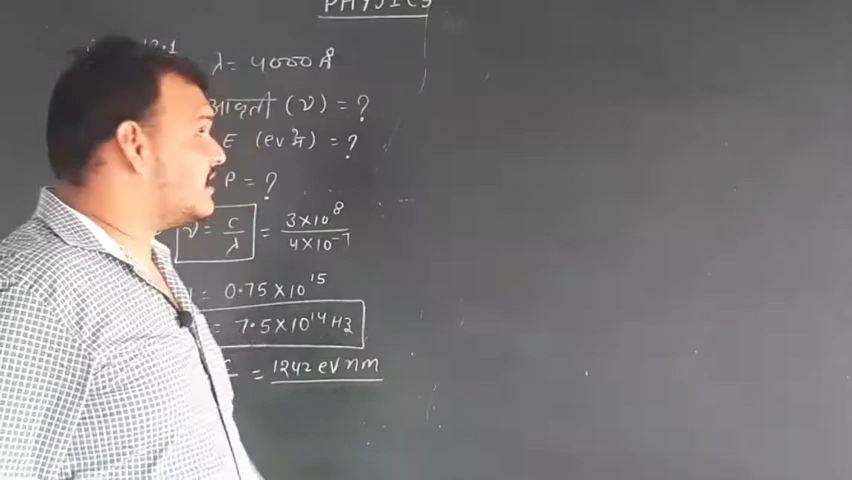 PHYSICS
λ = 4000 Å
आवृती (ν) = ?
E (ev में) = ?
P = ?
ν = c/λ = 3×10⁸/4×10⁻⁷
= 0.75×10¹⁵
= 7.5×10¹⁴ Hz
= 1242 eV nm